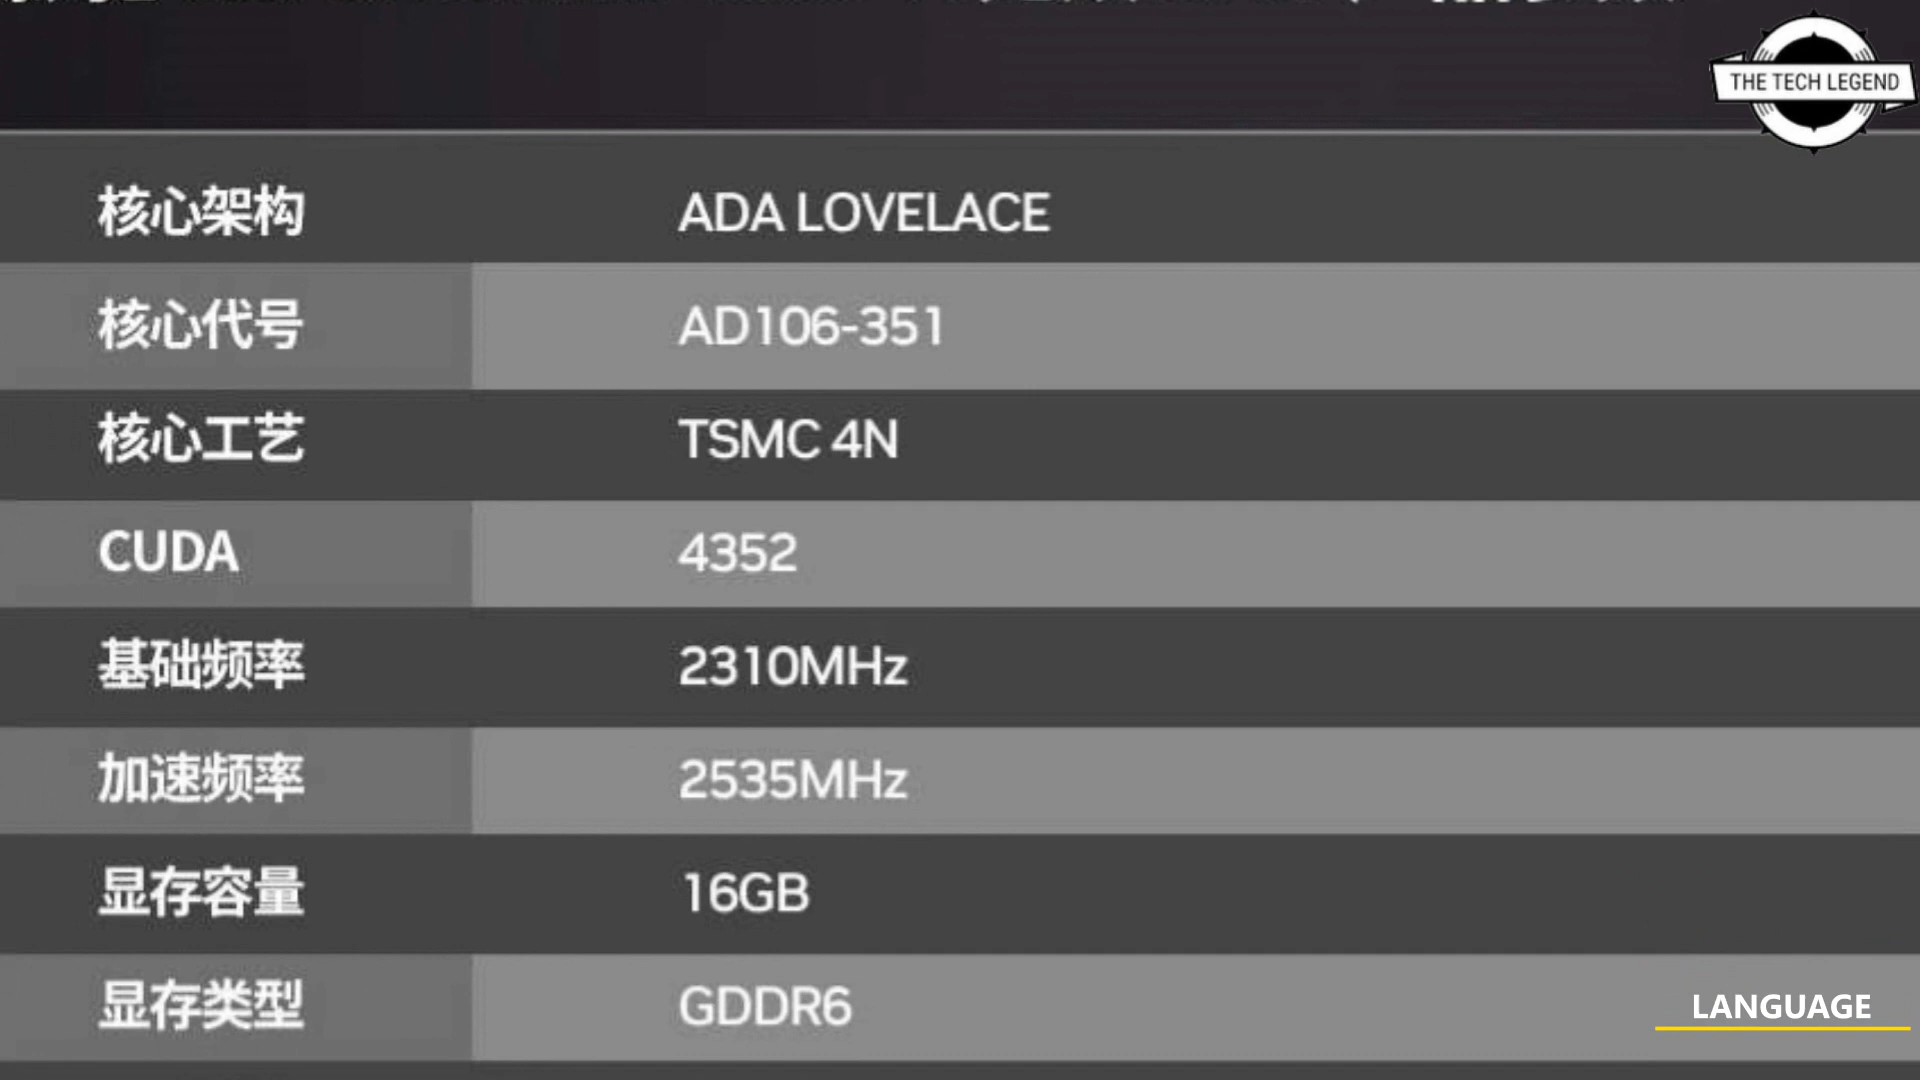 THE TECH LEGEND
核心架构 ADA LOVELACE
核心代号 AD106-351
核心工艺 TSMC 4N
CUDA 4352
基础频率 2310MHz
加速频率 2535MHz
显存容量 16GB
显存类型 GDDR6
LANGUAGE